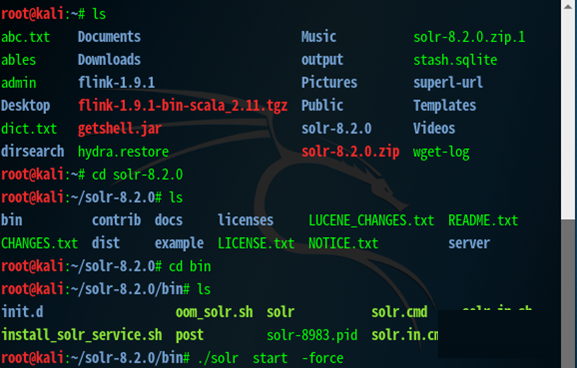 root@kali:~# ls
abc.txt Documents Music solr-8.2.0.zip.1
ables Downloads output stash.sqlite
admin flink-1.9.1 Pictures superl-url
Desktop flink-1.9.1-bin-scala_2.11.tgz Public Templates
dict.txt getshell.jar solr-8.2.0 Videos
dirsearch hydra.restore solr-8.2.0.zip wget-log
root@kali:~# cd solr-8.2.0
root@kali:~/solr-8.2.0# ls
bin contrib docs licenses LUCENE_CHANGES.txt README.txt
CHANGES.txt dist example LICENSE.txt NOTICE.txt server
root@kali:~/solr-8.2.0# cd bin
root@kali:~/solr-8.2.0/bin# ls
init.d oom_solr.sh solr solr.cmd solr.in.sh
install_solr_service.sh post solr-8983.pid
root@kali:~/solr-8.2.0/bin# ./solr start -force